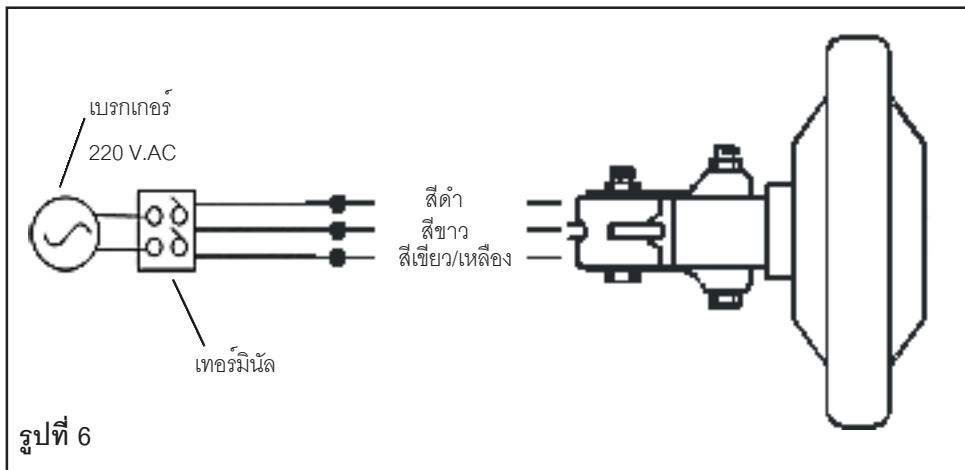 เบรกเกอร์
220 V.AC
สีดำ
สีขาว
สีเขียว/เหลือง
เทอร์มินัล
รูปที่ 6